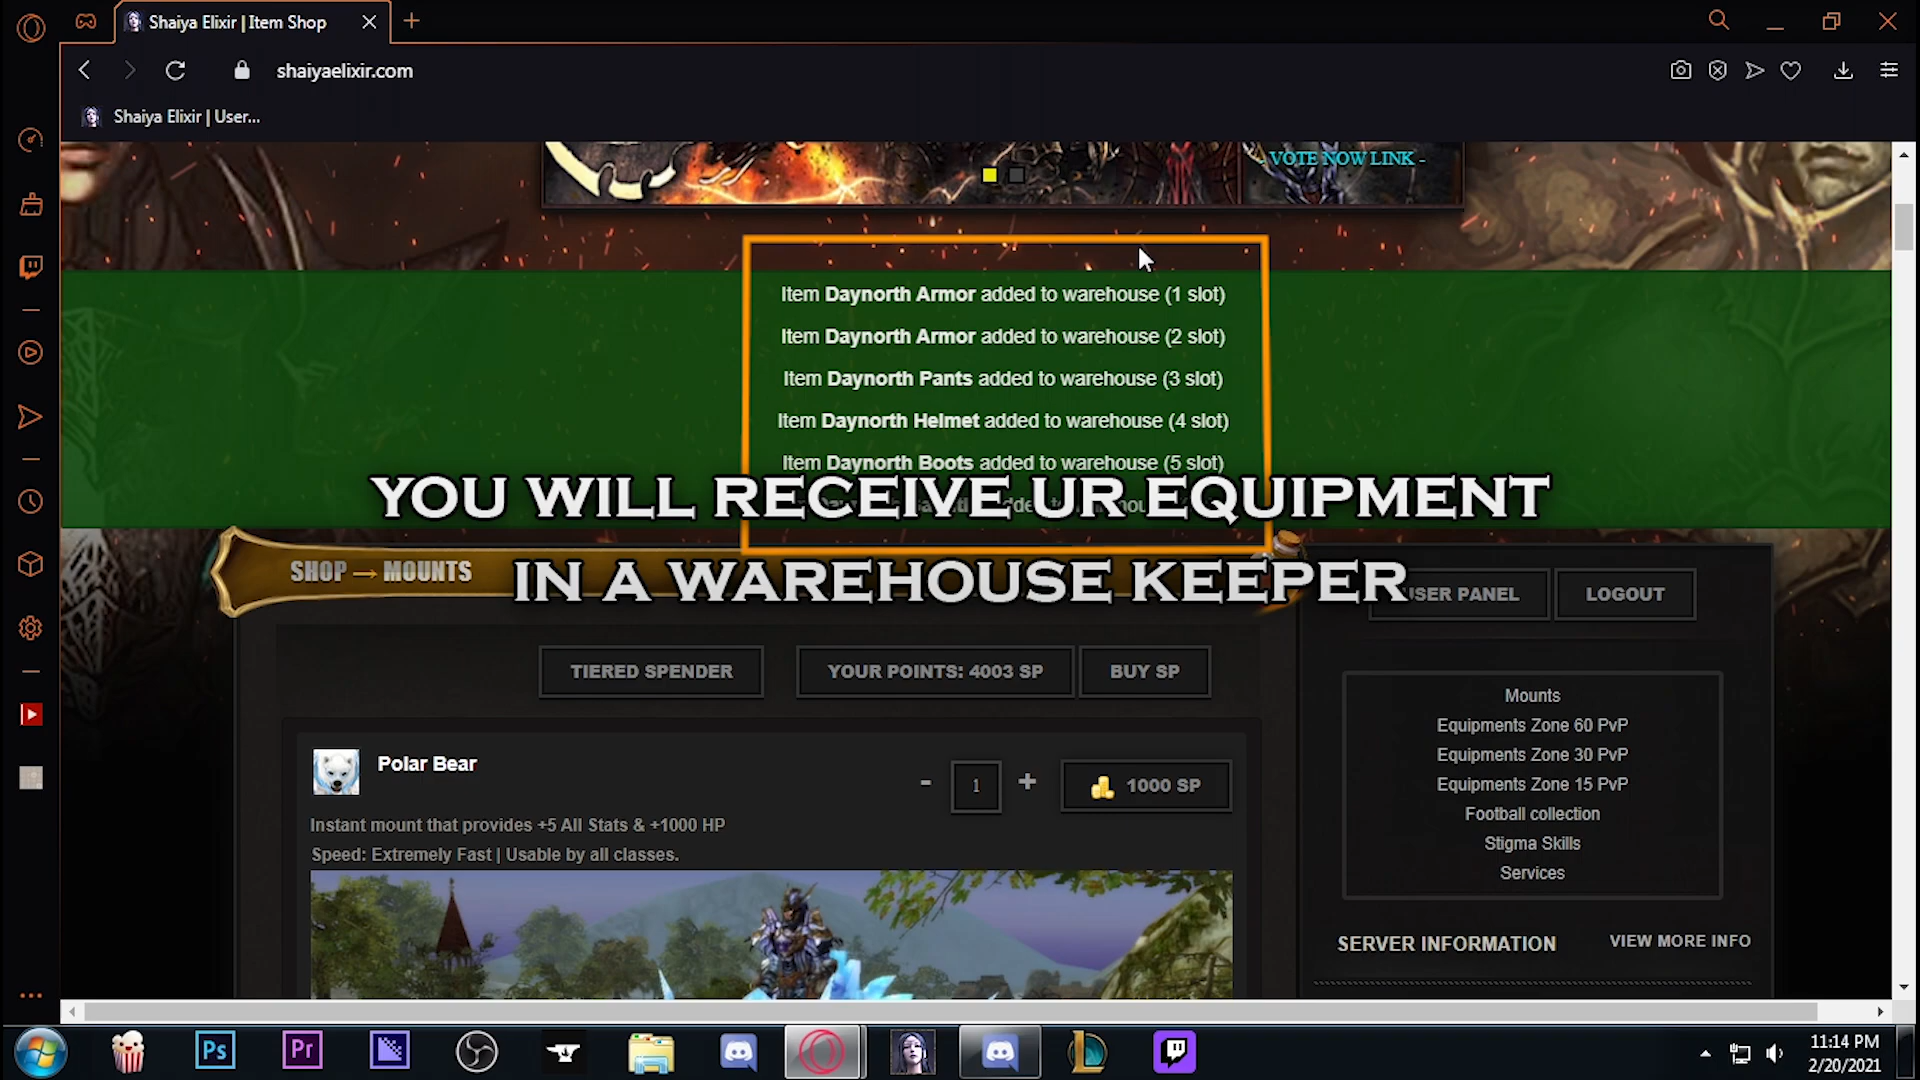 Shaiya Elixir | Item Shop
shaiyaelixir.com
Shaiya Elixir | User...
- VOTE NOW LINK -
Item Daynorth Armor added to warehouse (1 slot)
Item Daynorth Armor added to warehouse (2 slot)
Item Daynorth Pants added to warehouse (3 slot)
Item Daynorth Helmet added to warehouse (4 slot)
Item Daynorth Boots added to warehouse (5 slot)
YOU WILL RECEIVE UR EQUIPMENT
IN A WAREHOUSE KEEPER
SHOP → MOUNTS
USER PANEL
LOGOUT
TIERED SPENDER
YOUR POINTS: 4003 SP
BUY SP
Polar Bear
- 1 +
1000 SP
Instant mount that provides +5 All Stats & +1000 HP
Speed: Extremely Fast | Usable by all classes.
Mounts
Equipments Zone 60 PvP
Equipments Zone 30 PvP
Equipments Zone 15 PvP
Football collection
Stigma Skills
Services
SERVER INFORMATION
VIEW MORE INFO
Ps
Pr
11:14 PM
2/20/2021